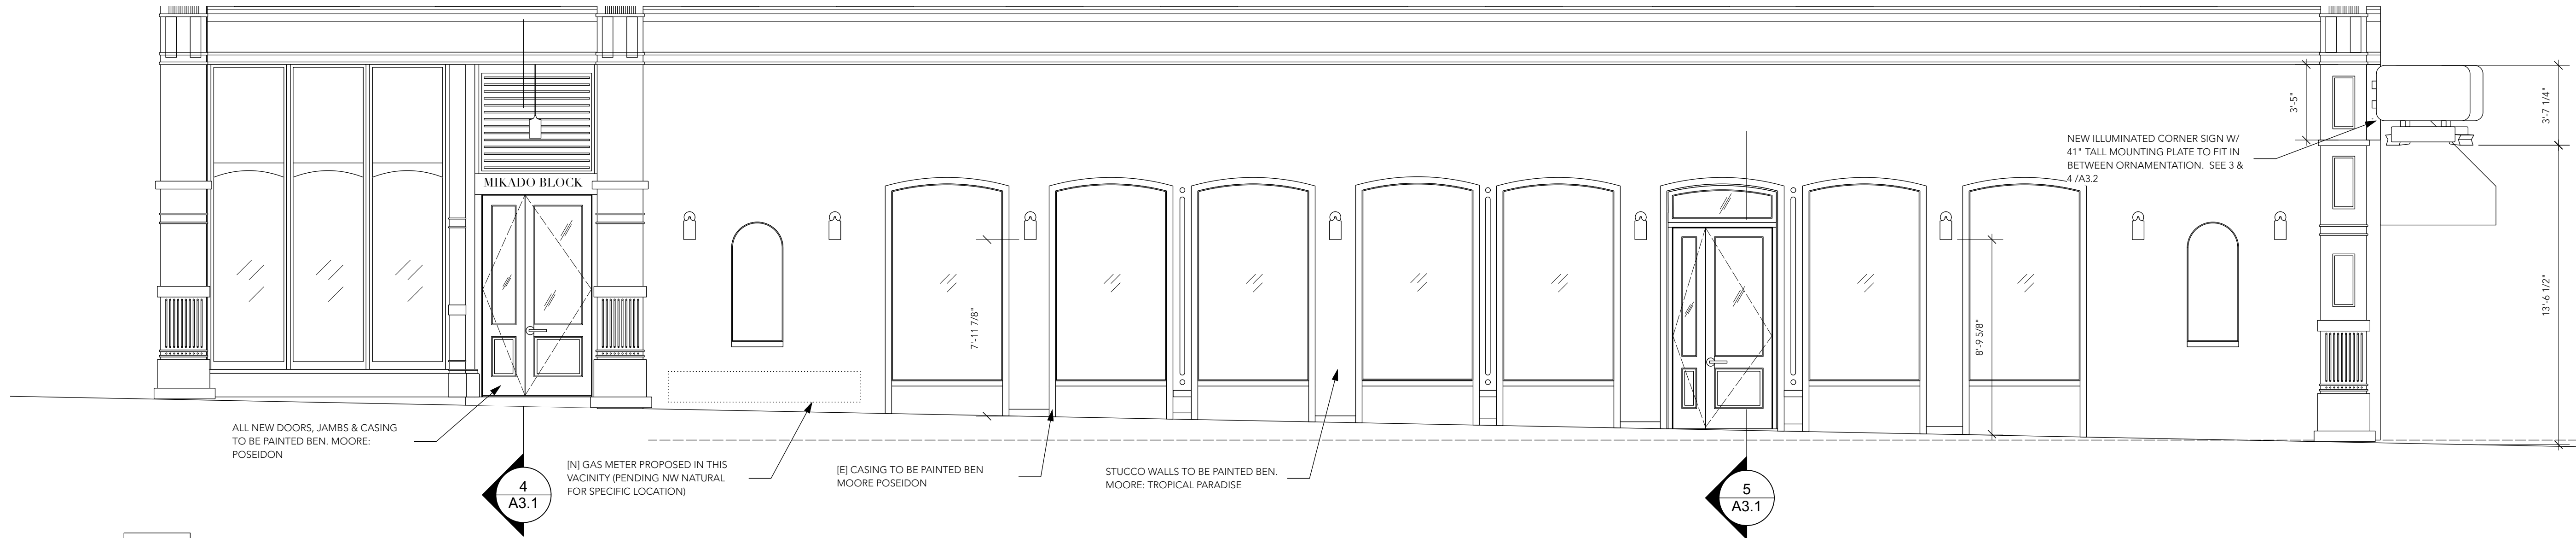 MIKADO BLOCK
3'-5"
3'-7 1/4"
NEW ILLUMINATED CORNER SIGN W/
41" TALL MOUNTING PLATE TO FIT IN
BETWEEN ORNAMENTATION.  SEE 3 &
4 /A3.2
7'-11 7/8"
8'-9 5/8"
13'-6 1/2"
ALL NEW DOORS, JAMBS & CASING
TO BE PAINTED BEN. MOORE:
POSEIDON
[N] GAS METER PROPOSED IN THIS
VACINITY (PENDING NW NATURAL
FOR SPECIFIC LOCATION)
[E] CASING TO BE PAINTED BEN
MOORE POSEIDON
STUCCO WALLS TO BE PAINTED BEN.
MOORE: TROPICAL PARADISE
4
A3.1
5
A3.1